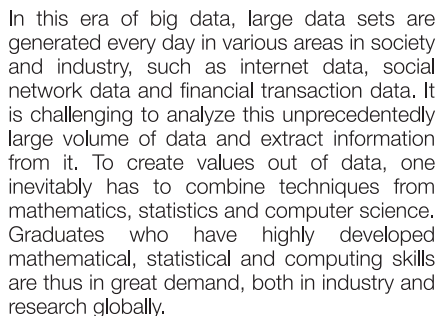 In this era of big data, large data sets are
generated every day in various areas in society
and industry, such as internet data, social
network data and financial transaction data. It
is challenging to analyze this unprecedentedly
large volume of data and extract information
from it. To create values out of data, one
inevitably has to combine techniques from
mathematics, statistics and computer science.
Graduates who have highly developed
mathematical, statistical and computing skills
are thus in great demand, both in industry and
research globally.